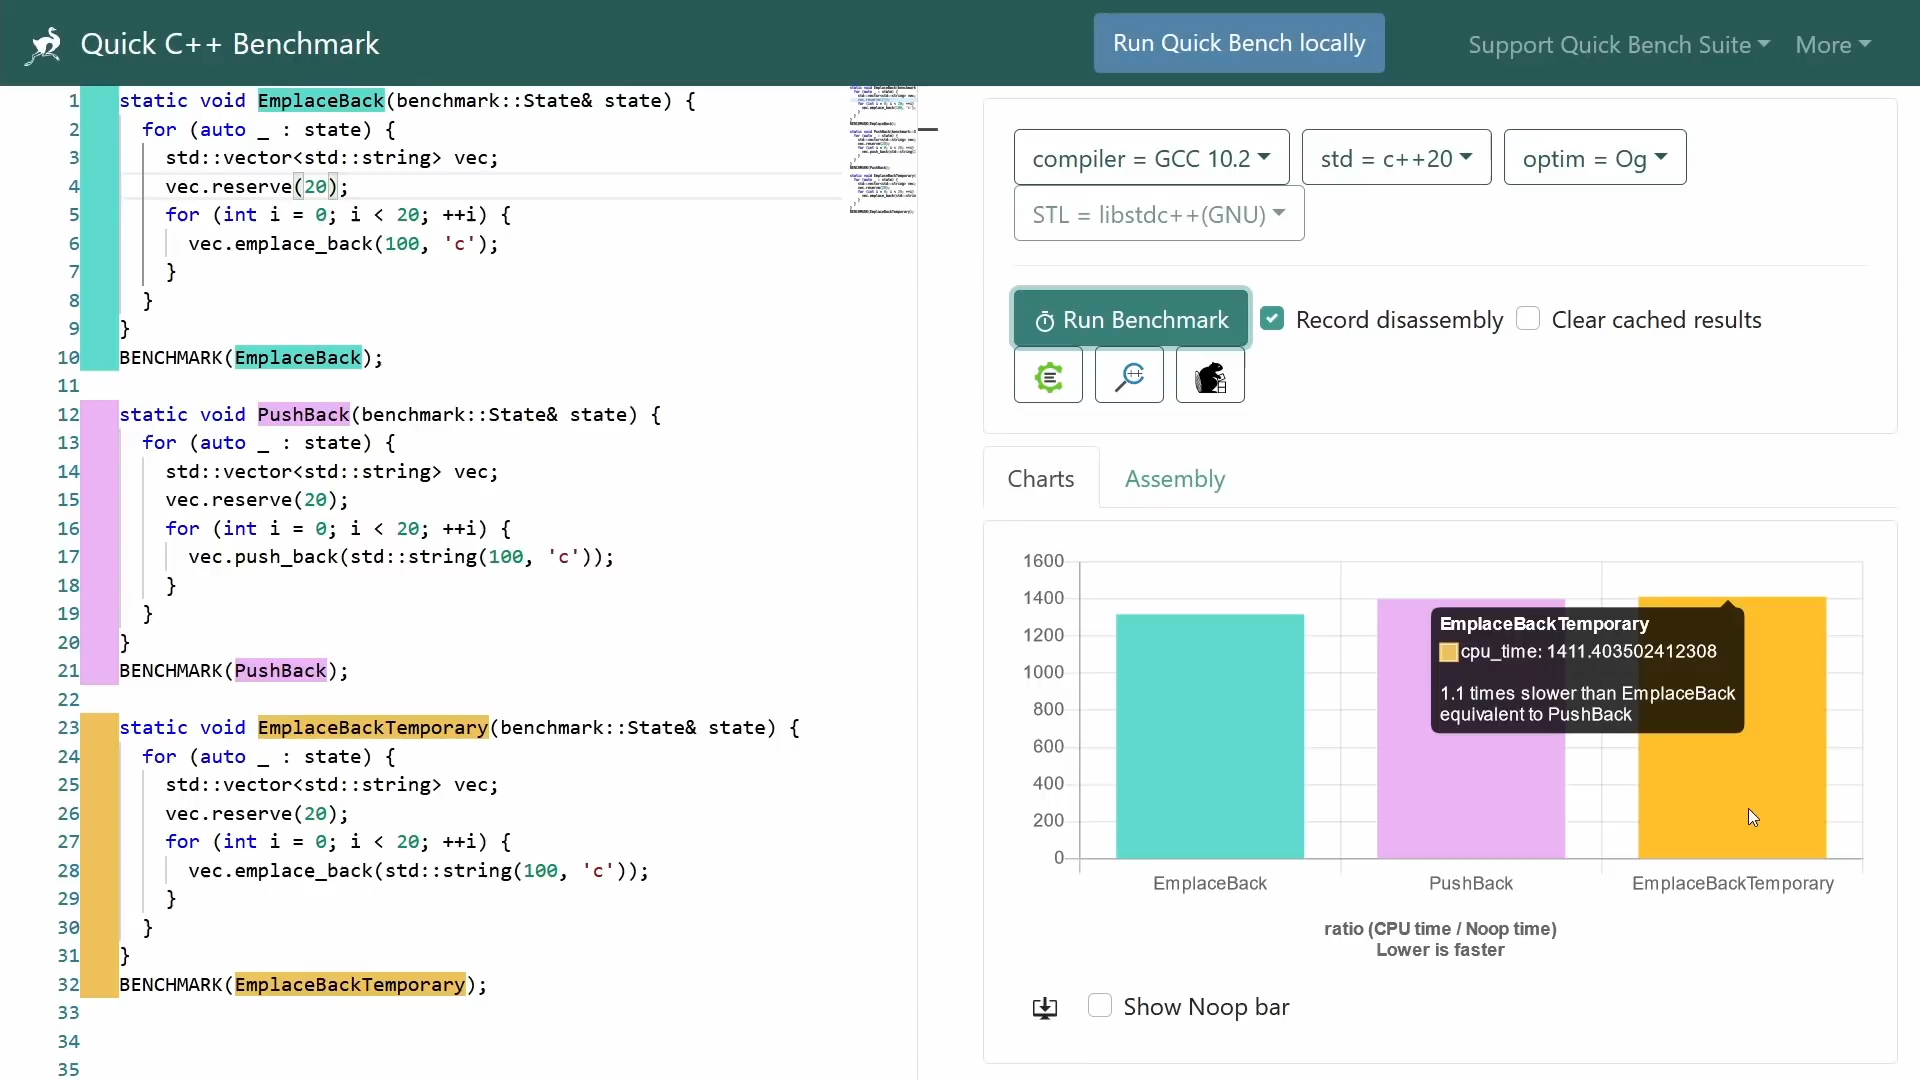 Quick C++ Benchmark
Run Quick Bench locally
Support Quick Bench Suite
More
1 static void EmplaceBack(benchmark::State& state) {
2 for (auto _ : state) {
3 std::vector<std::string> vec;
4 vec.reserve(20);
5 for (int i = 0; i < 20; ++i) {
6 vec.emplace_back(100, 'c');
7 }
8 }
9 }
10 BENCHMARK(EmplaceBack);
11
12 static void PushBack(benchmark::State& state) {
13 for (auto _ : state) {
14 std::vector<std::string> vec;
15 vec.reserve(20);
16 for (int i = 0; i < 20; ++i) {
17 vec.push_back(std::string(100, 'c'));
18 }
19 }
20 }
21 BENCHMARK(PushBack);
22
23 static void EmplaceBackTemporary(benchmark::State& state) {
24 for (auto _ : state) {
25 std::vector<std::string> vec;
26 vec.reserve(20);
27 for (int i = 0; i < 20; ++i) {
28 vec.emplace_back(std::string(100, 'c'));
29 }
30 }
31 }
32 BENCHMARK(EmplaceBackTemporary);
33
34
35
compiler = GCC 10.2
std = c++20
optim = Og
STL = libstdc++(GNU)
Run Benchmark
Record disassembly
Clear cached results
Charts
Assembly
1600
1400
1200
1000
800
600
400
200
0
EmplaceBackTemporary
cpu_time: 1411.403502412308
1.1 times slower than EmplaceBack
equivalent to PushBack
EmplaceBack
PushBack
EmplaceBackTemporary
ratio (CPU time / Noop time)
Lower is faster
Show Noop bar